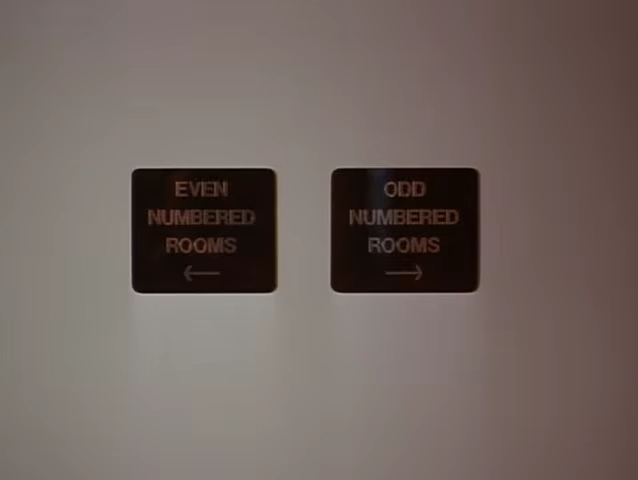 EVEN
NUMBERED
ROOMS
←
ODD
NUMBERED
ROOMS
→